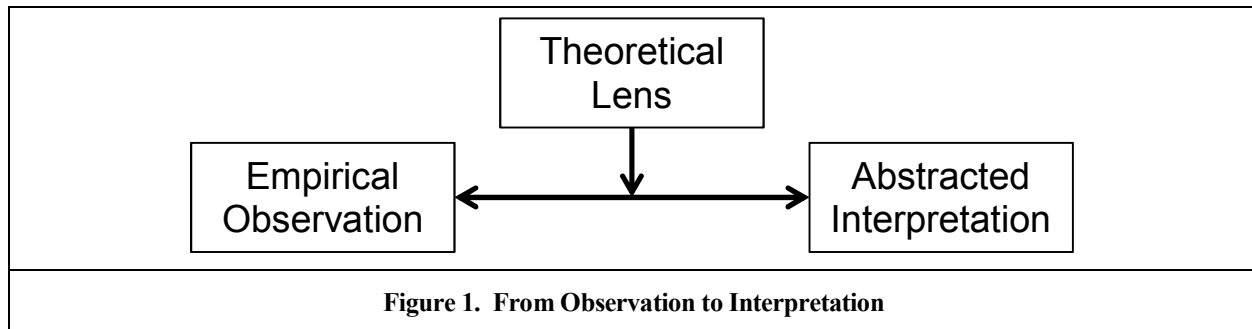 Theoretical
Lens
Empirical
Observation
Abstracted
Interpretation
Figure 1. From Observation to Interpretation